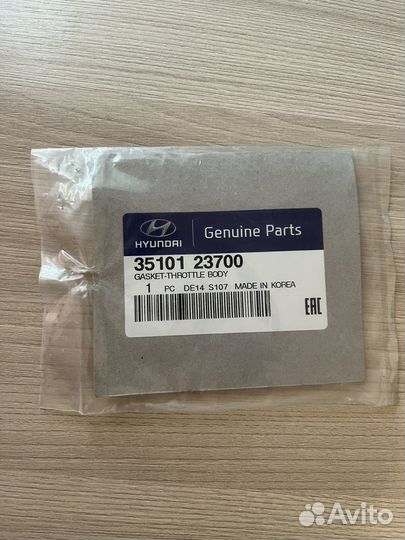 HYUNDAI
Genuine Parts
35101 23700
GASKET-THROTTLE BODY
1 PC DE14 S107 MADE IN KOREA
EAC
Avito